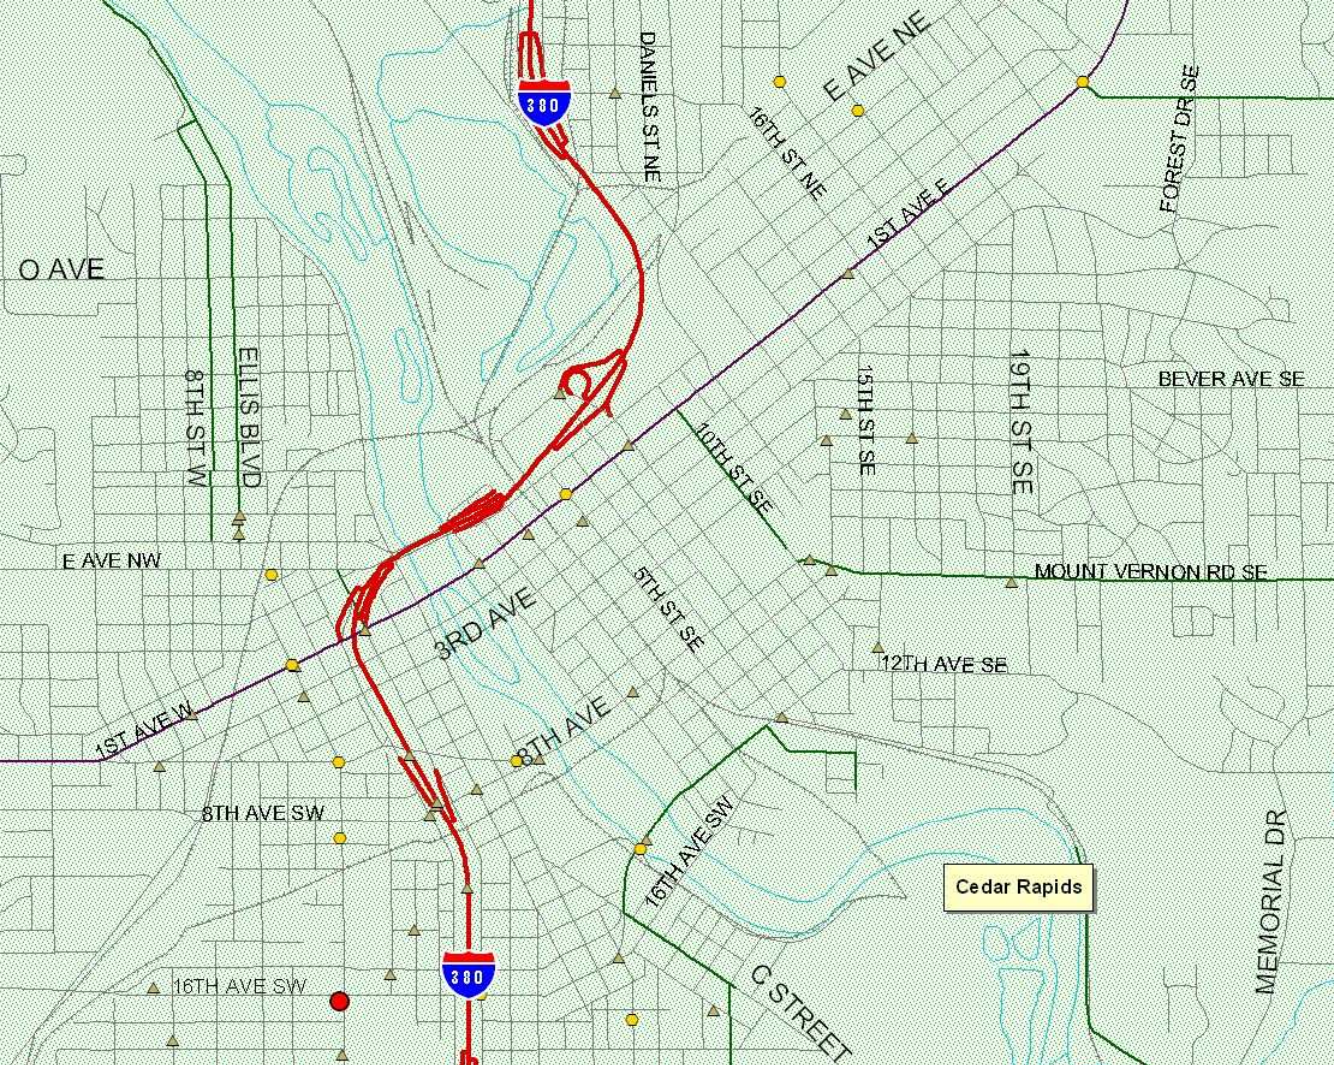 DANIELS ST NE
E AVE NE
380
16TH ST NE
FOREST DR SE
1ST AVE E
O AVE
8TH ST W
ELLIS BLVD
15TH ST SE
19TH ST SE
BEVER AVE SE
10TH ST SE
E AVE NW
MOUNT VERNON RD SE
3RD AVE
5TH ST SE
12TH AVE SE
1ST AVE W
8TH AVE
8TH AVE SW
16TH AVE SW
MEMORIAL DR
Cedar Rapids
380
16TH AVE SW
C STREET